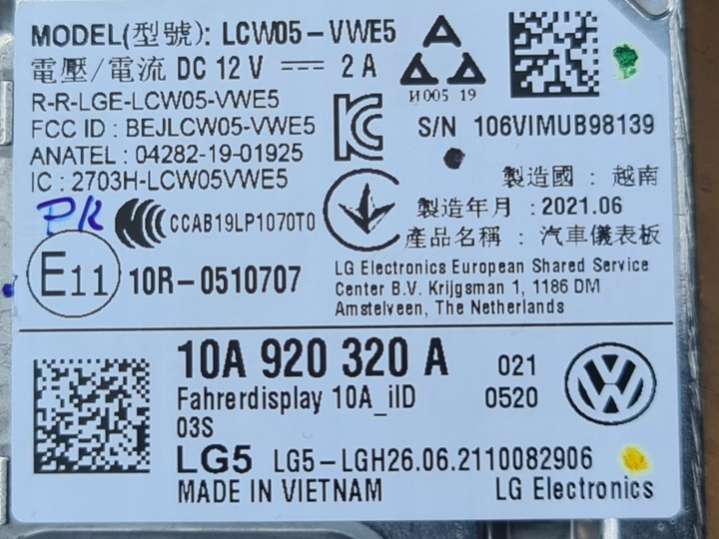 MODEL(型號): LCW05-VWE5
電壓/電流 DC 12V 2A
И005 19
R-R-LGE-LCW05-VWE5
FCC ID : BEJLCW05-VWE5
ANATEL : 04282-19-01925
IC : 2703H-LCW05VWE5
S/N 106VIMUB98139
PR
CCAB19LP1070T0
製造國 : 越南
製造年月 : 2021.06
產品名稱 : 汽車儀表板
E11 10R-0510707
LG Electronics European Shared Service
Center B.V. Krijgsman 1, 1186 DM
Amstelveen, The Netherlands
10A 920 320 A 021
Fahrerdisplay 10A_iID 0520
03S
LG5 LG5-LGH26.06.2110082906
MADE IN VIETNAM LG Electronics